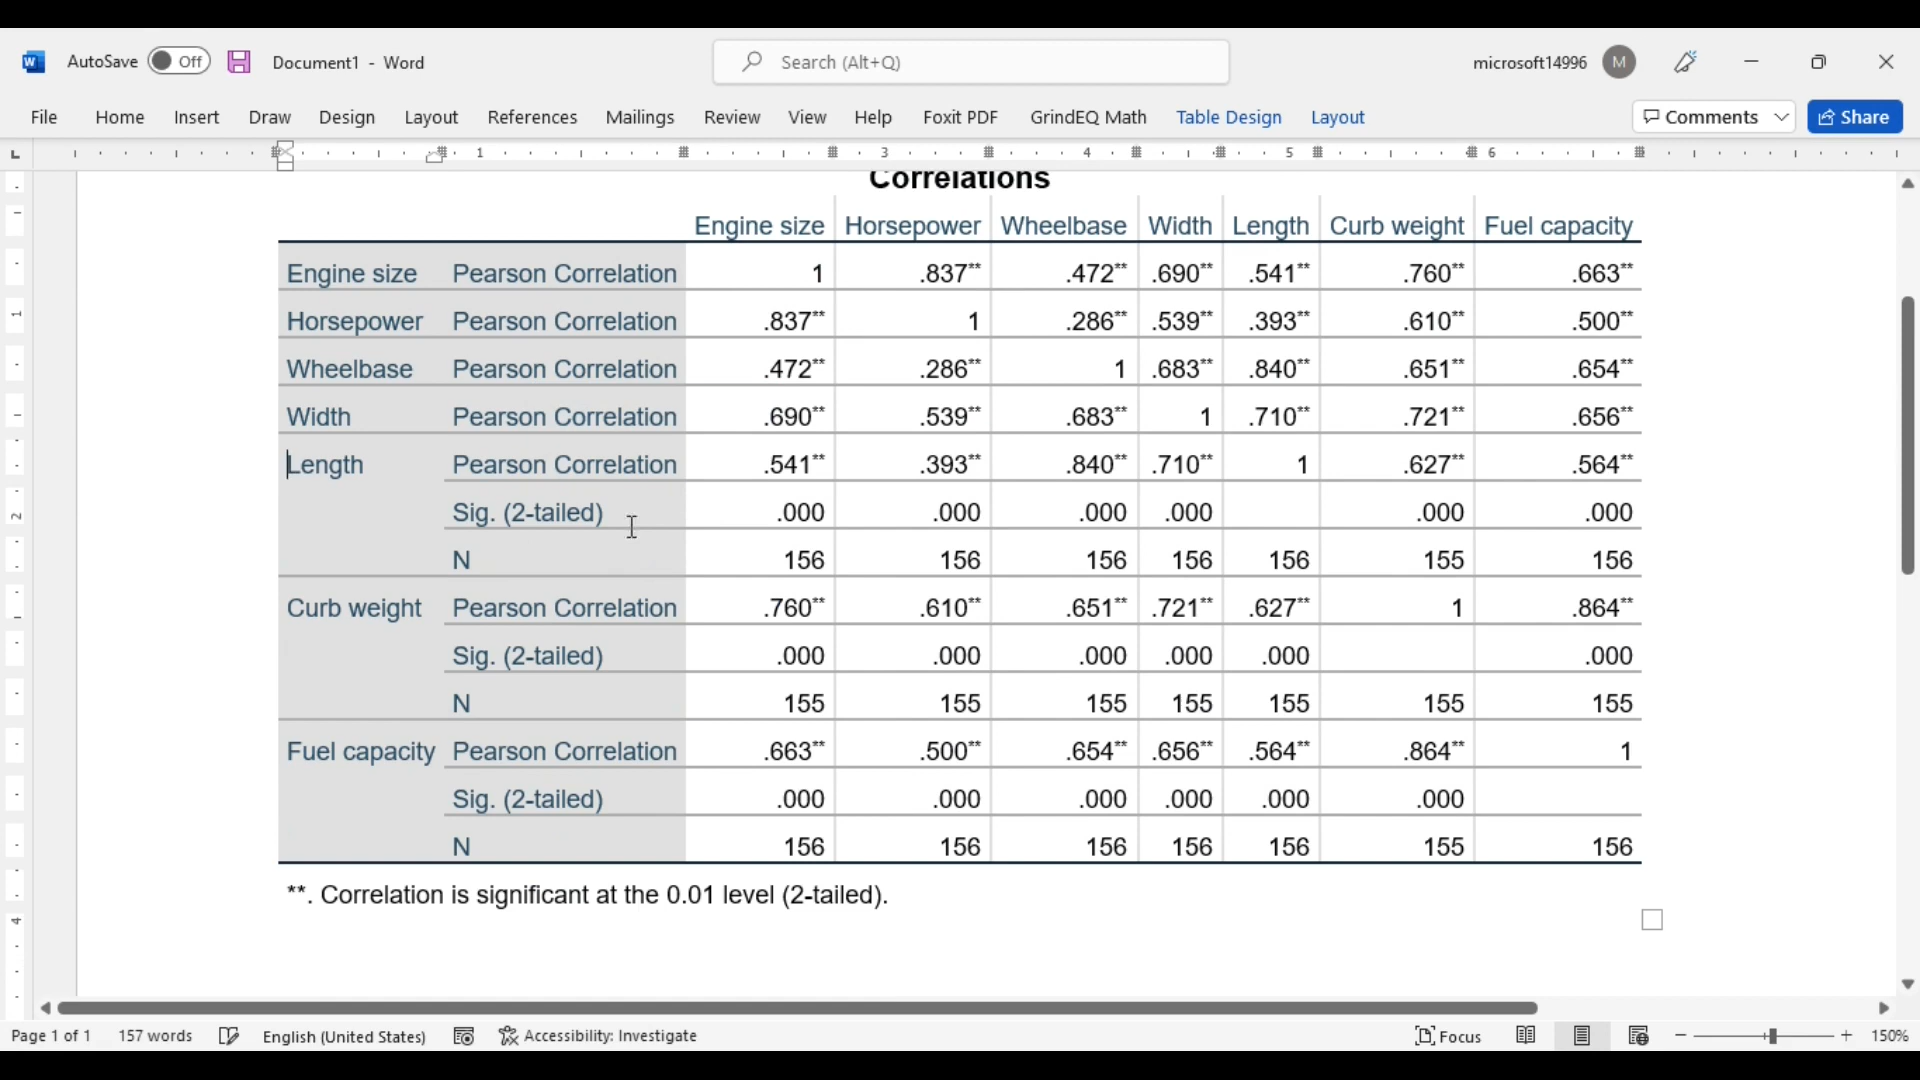 AutoSave Off Document1 - Word Search (Alt+Q) microsoft14996 M
File Home Insert Draw Design Layout References Mailings Review View Help Foxit PDF GrindEQ Math Table Design Layout Comments Share
1 3 4 5 6
Correlations
Engine size Horsepower Wheelbase Width Length Curb weight Fuel capacity
Engine size Pearson Correlation 1 .837** .472** .690** .541** .760** .663**
Horsepower Pearson Correlation .837** 1 .286** .539** .393** .610** .500**
Wheelbase Pearson Correlation .472** .286** 1 .683** .840** .651** .654**
Width Pearson Correlation .690** .539** .683** 1 .710** .721** .656**
Length Pearson Correlation .541** .393** .840** .710** 1 .627** .564**
Sig. (2-tailed) .000 .000 .000 .000 .000 .000
N 156 156 156 156 156 155 156
Curb weight Pearson Correlation .760** .610** .651** .721** .627** 1 .864**
Sig. (2-tailed) .000 .000 .000 .000 .000 .000
N 155 155 155 155 155 155 155
Fuel capacity Pearson Correlation .663** .500** .654** .656** .564** .864** 1
Sig. (2-tailed) .000 .000 .000 .000 .000 .000
N 156 156 156 156 156 155 156
**. Correlation is significant at the 0.01 level (2-tailed).
Page 1 of 1 157 words English (United States) Accessibility: Investigate Focus 150%